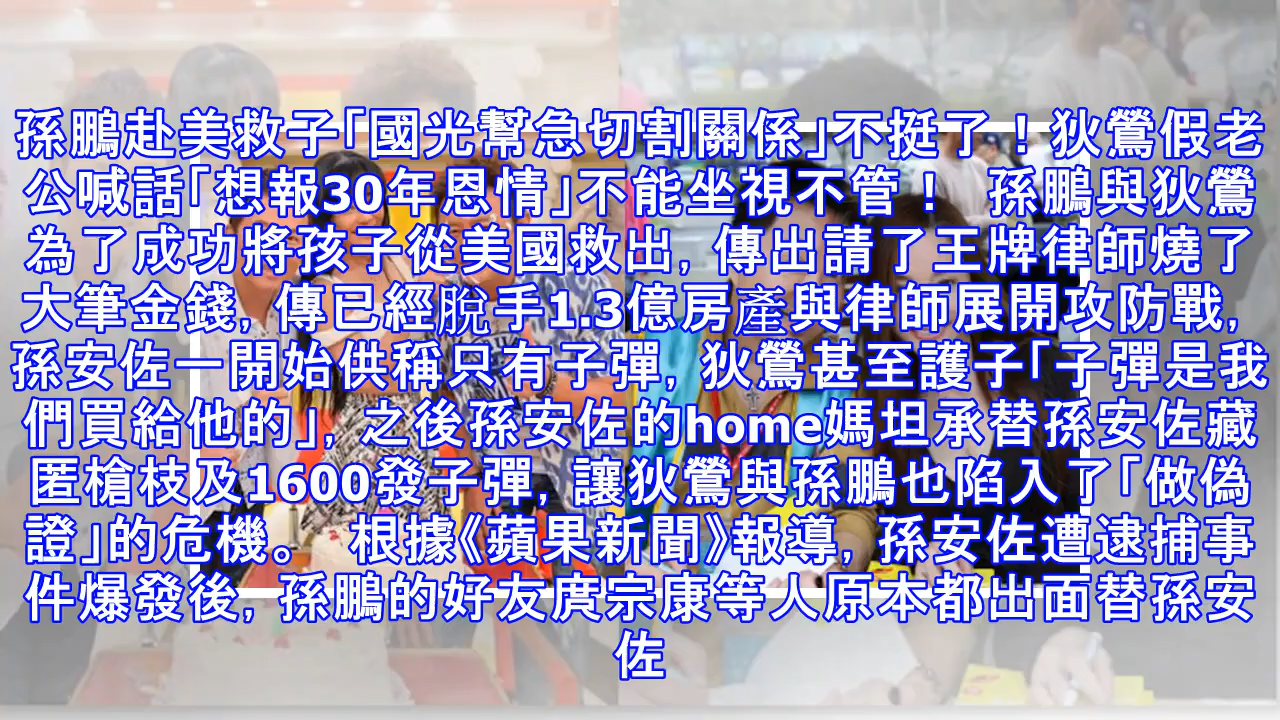 孫鵬赴美救子「國光幫急切割關係」不挺了！狄鶯假老
公喊話「想報30年恩情」不能坐視不管！ 孫鵬與狄鶯
為了成功將孩子從美國救出, 傳出請了王牌律師燒了
大筆金錢, 傳已經脫手1.3億房產與律師展開攻防戰,
孫安佐一開始供稱只有子彈, 狄鶯甚至護子「子彈是我
們買給他的」, 之後孫安佐的home媽坦承替孫安佐藏
匿槍枝及1600發子彈, 讓狄鶯與孫鵬也陷入了「做偽
證」的危機。 根據《蘋果新聞》報導, 孫安佐遭逮捕事
件爆發後, 孫鵬的好友庹宗康等人原本都出面替孫安
佐